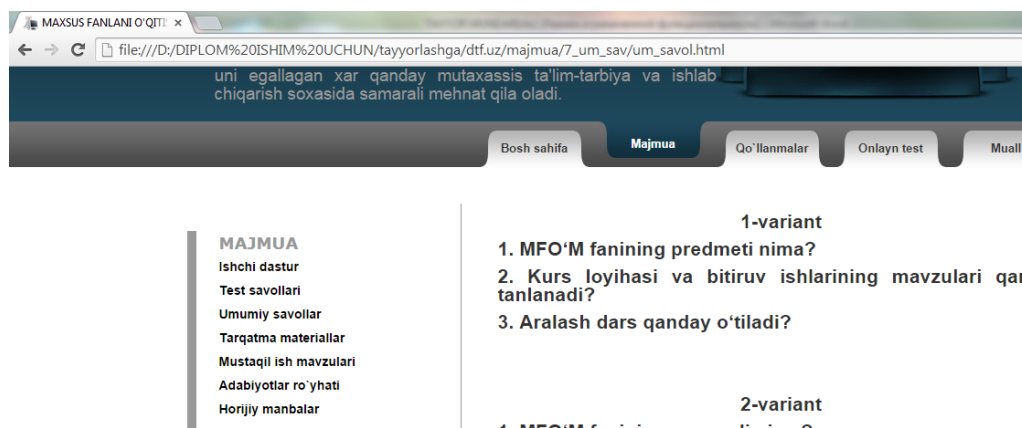 MAXSUS FANLANI O'QITI
file:///D:/DIPLOM%20ISHIM%20UCHUN/tayyorlashga/dtf.uz/majmua/7_um_sav/um_savol.html
uni egallagan xar qanday mutaxassis ta'lim-tarbiya va ishlab
chiqarish soxasida samarali mehnat qila oladi.
Bosh sahifa Majmua Qo`llanmalar Onlayn test Muall
MAJMUA
Ishchi dastur
Test savollari
Umumiy savollar
Tarqatma materiallar
Mustaqil ish mavzulari
Adabiyotlar ro`yhati
Horijiy manbalar
1-variant
1. MFO‘M fanining predmeti nima?
2. Kurs loyihasi va bitiruv ishlarining mavzulari qan
tanlanadi?
3. Aralash dars qanday o‘tiladi?
2-variant